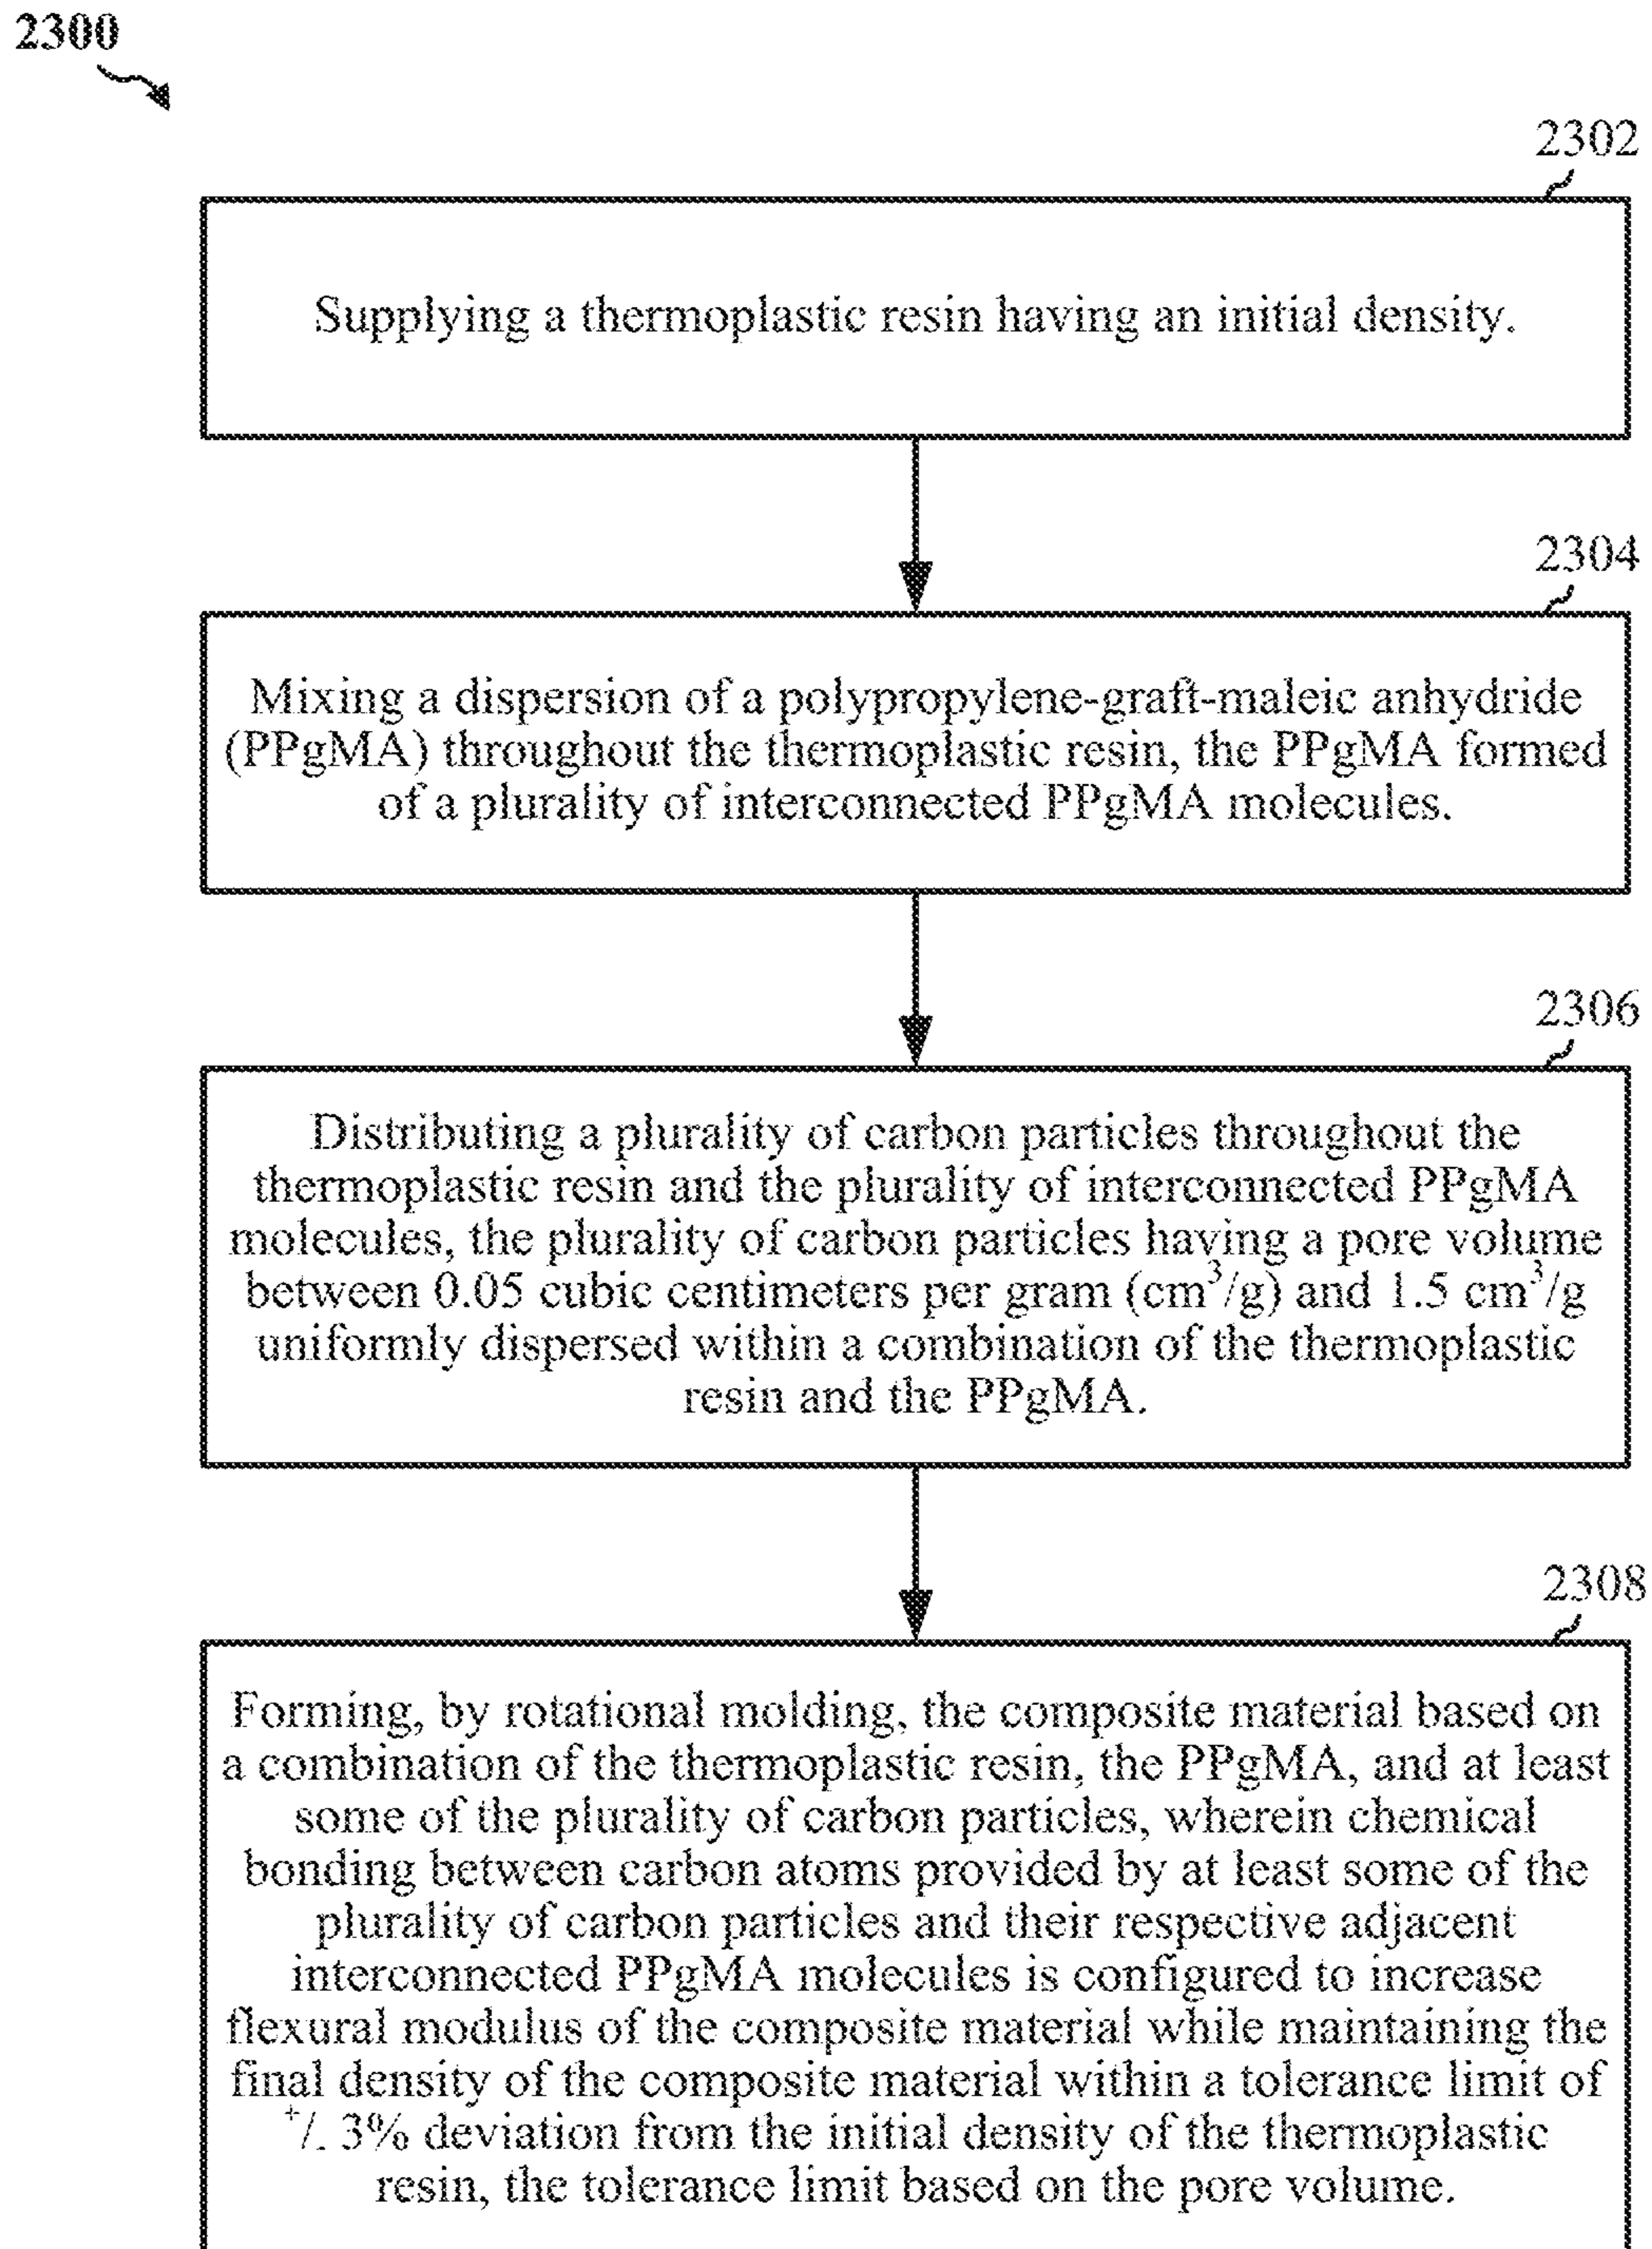 2300
2302
Supplying a thermoplastic resin having an initial density.
2304
Mixing a dispersion of a polypropylene-graft-maleic anhydride
(PPgMA) throughout the thermoplastic resin, the PPgMA formed
of a plurality of interconnected PPgMA molecules.
2306
Distributing a plurality of carbon particles throughout the
thermoplastic resin and the plurality of interconnected PPgMA
molecules, the plurality of carbon particles having a pore volume
between 0.05 cubic centimeters per gram (cm³/g) and 1.5 cm³/g
uniformly dispersed within a combination of the thermoplastic
resin and the PPgMA.
2308
Forming, by rotational molding, the composite material based on
a combination of the thermoplastic resin, the PPgMA, and at least
some of the plurality of carbon particles, wherein chemical
bonding between carbon atoms provided by at least some of the
plurality of carbon particles and their respective adjacent
interconnected PPgMA molecules is configured to increase
flexural modulus of the composite material while maintaining the
final density of the composite material within a tolerance limit of
⁺/₋ 3% deviation from the initial density of the thermoplastic
resin, the tolerance limit based on the pore volume.